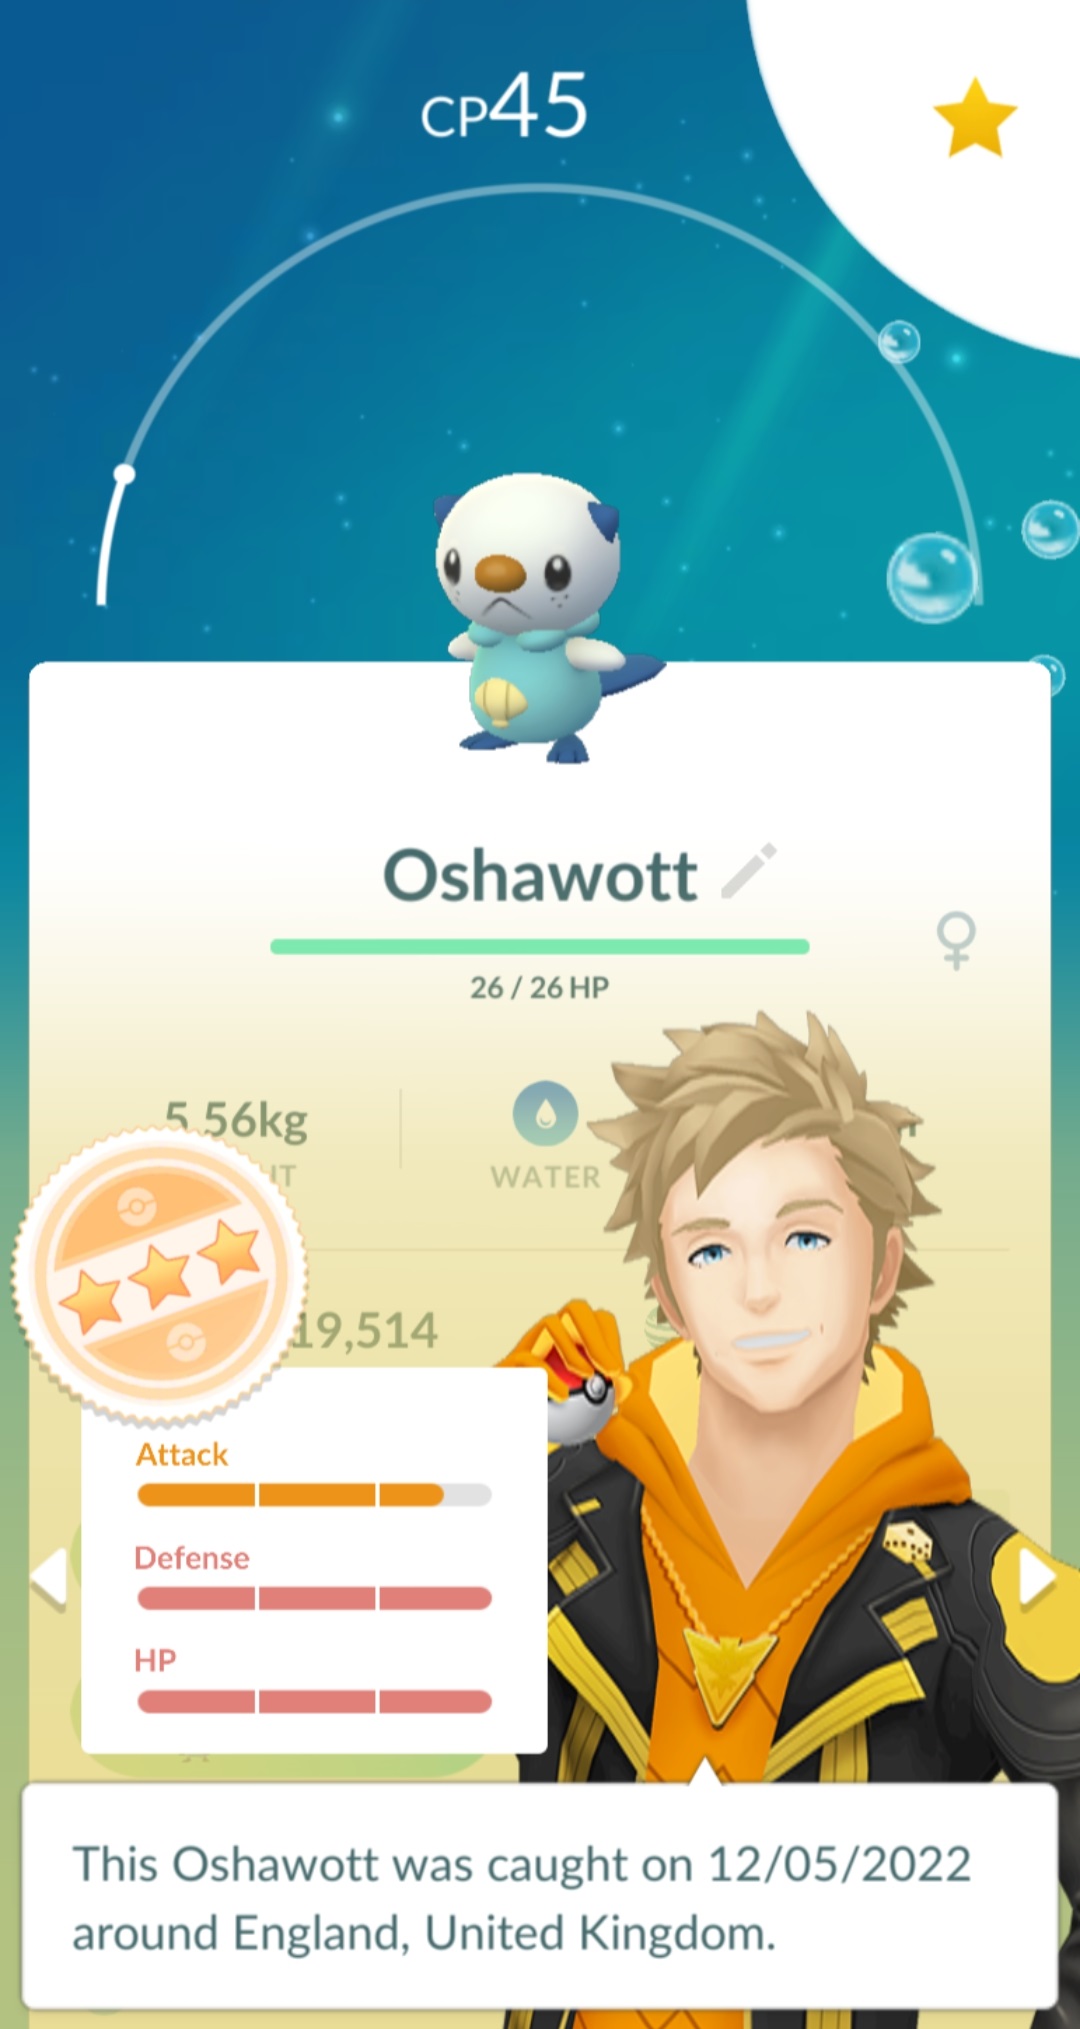 CP45
Oshawott
26 / 26 HP
5.56kg
WATER
19,514
Attack
Defense
HP
This Oshawott was caught on 12/05/2022
around England, United Kingdom.